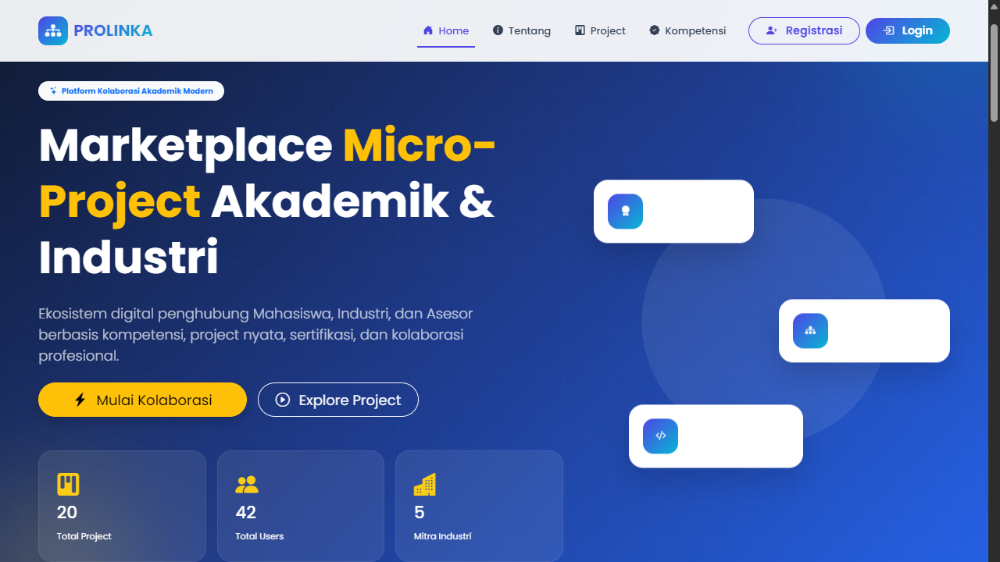 PROLINKA
Home
Tentang
Project
Kompetensi
Registrasi
Login
Platform Kolaborasi Akademik Modern
Marketplace Micro-
Project Akademik &
Industri
Ekosistem digital penghubung Mahasiswa, Industri, dan Asesor
berbasis kompetensi, project nyata, sertifikasi, dan kolaborasi
profesional.
Mulai Kolaborasi
Explore Project
20
Total Project
42
Total Users
5
Mitra Industri